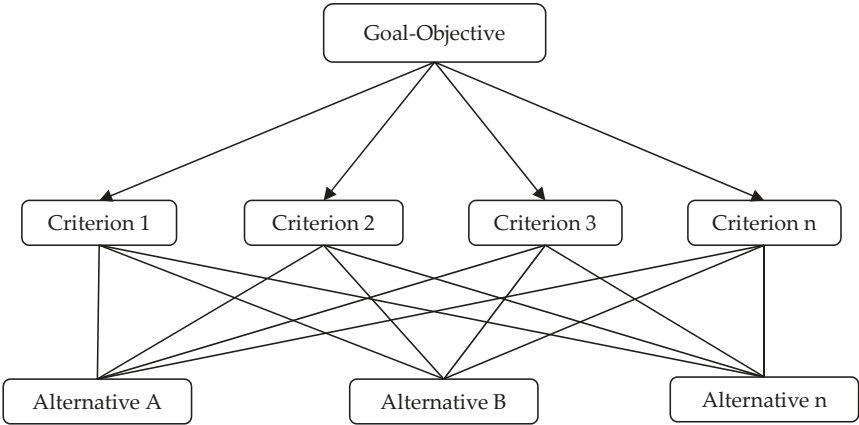 Goal-Objective
Criterion 1
Criterion 2
Criterion 3
Criterion n
Alternative A
Alternative B
Alternative n